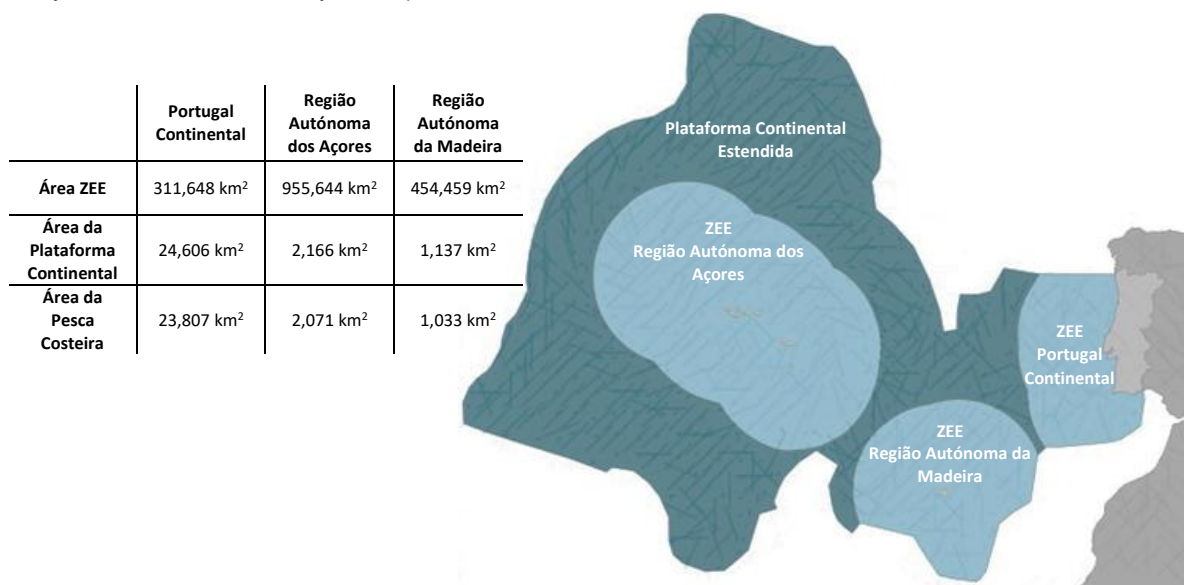 Portugal Continental
Região Autónoma dos Açores
Região Autónoma da Madeira
Área ZEE
311,648 km²
955,644 km²
454,459 km²
Área da Plataforma Continental
24,606 km²
2,166 km²
1,137 km²
Área da Pesca Costeira
23,807 km²
2,071 km²
1,033 km²
Plataforma Continental
Estendida
ZEE
Região Autónoma dos
Açores
ZEE
Portugal
Continental
ZEE
Região Autónoma da
Madeira